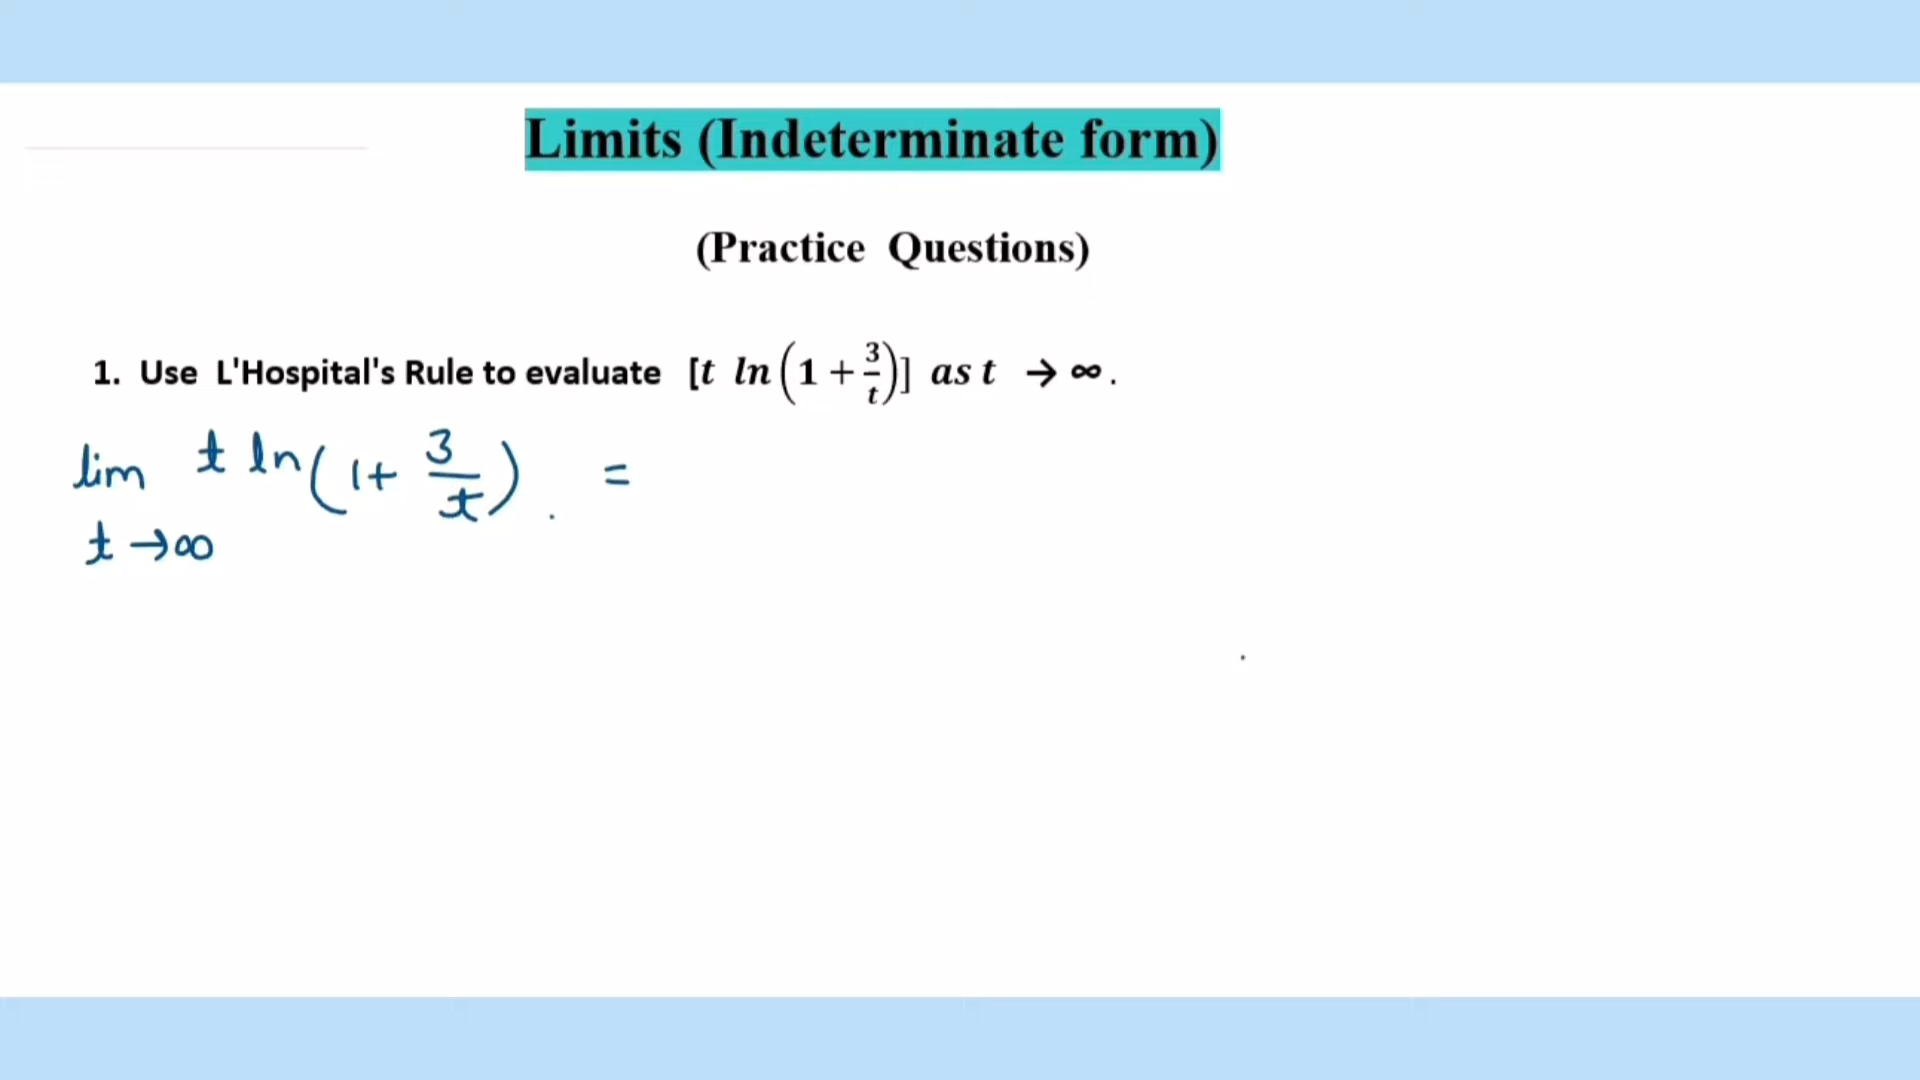 Limits (Indeterminate form)
(Practice Questions)
1. Use L'Hospital's Rule to evaluate [t ln(1 + 3/t)] as t → ∞.
lim t ln(1+ 3/t) =
t →∞